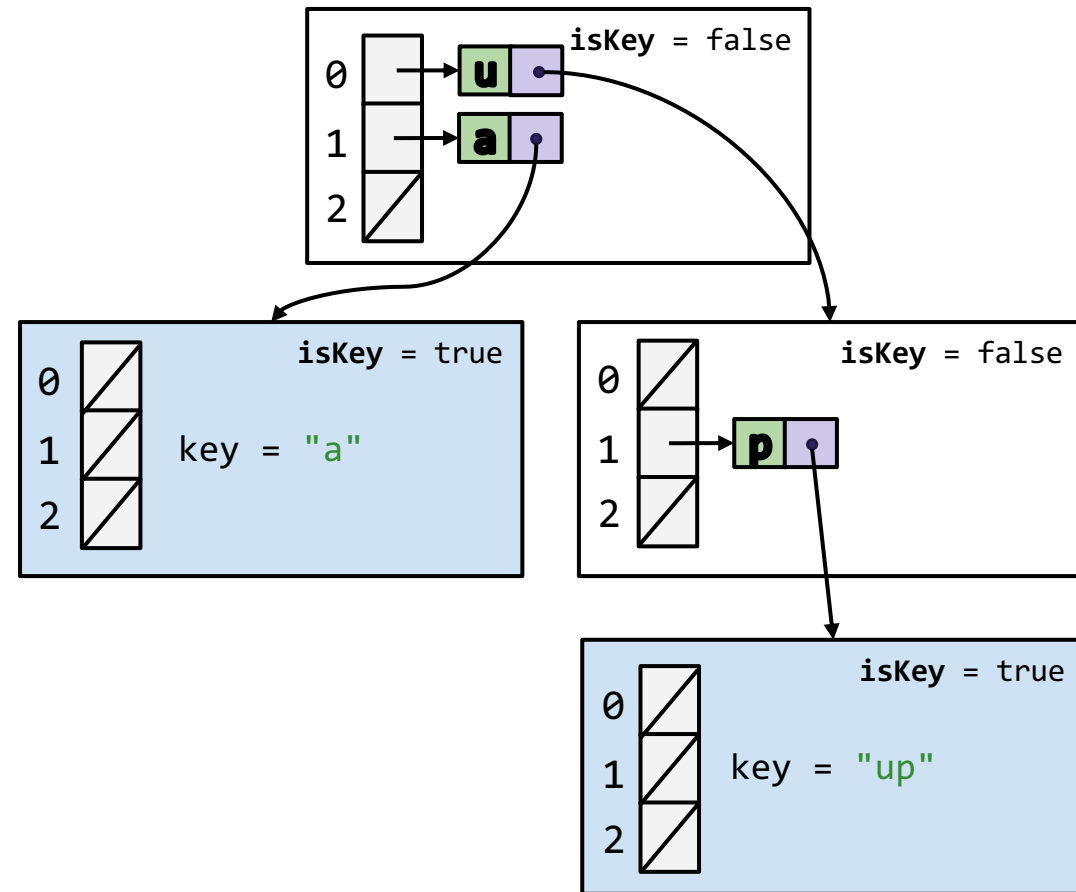 isKey = false
0 u
1 a
2
isKey = true
0
1 key = "a"
2
isKey = false
0
1 p
2
isKey = true
0
1 key = "up"
2